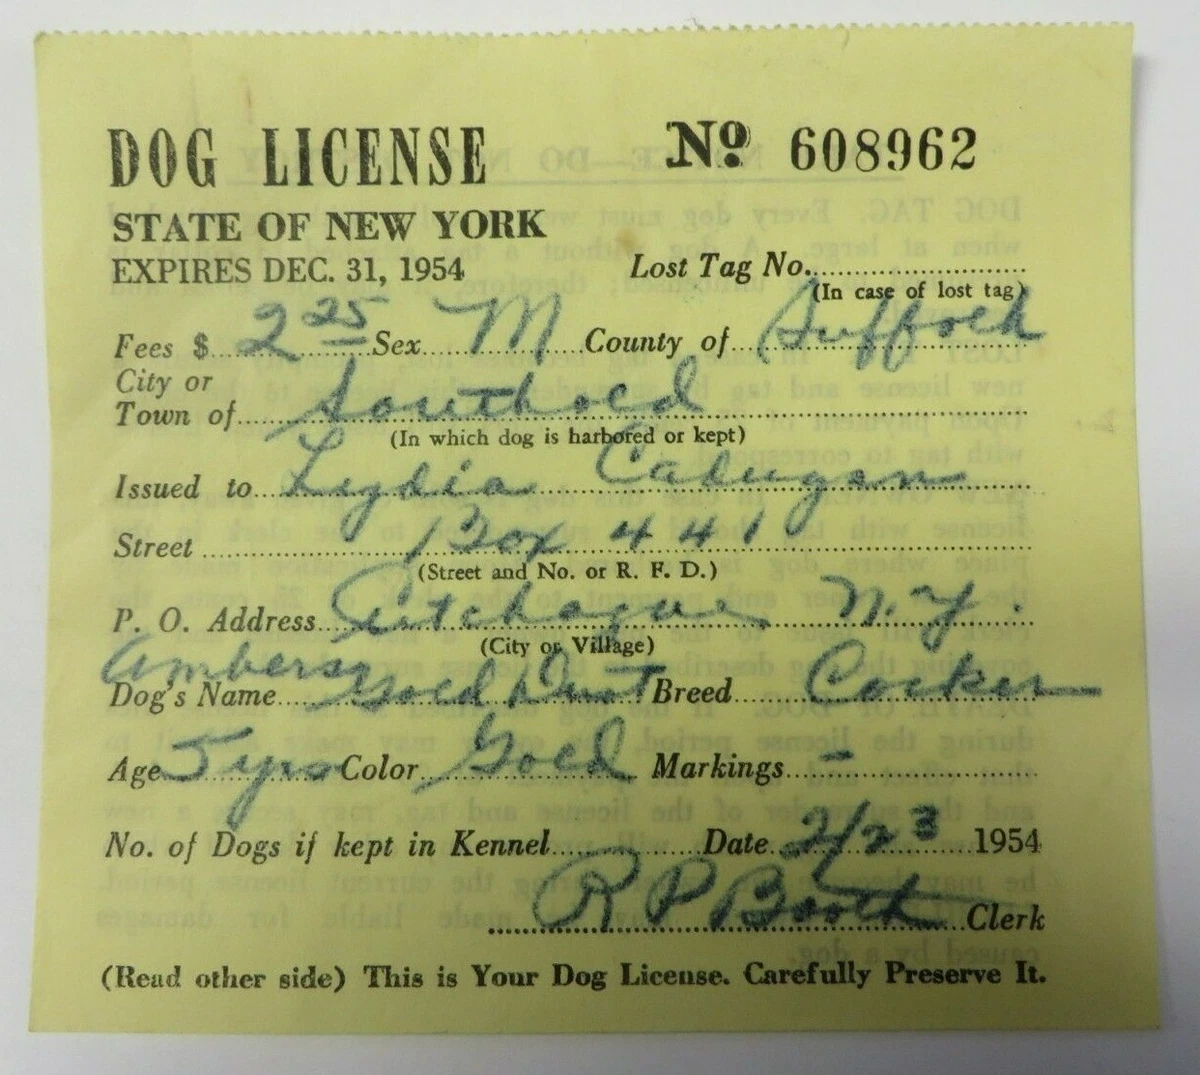 DOG LICENSE No. 608962
STATE OF NEW YORK
EXPIRES DEC. 31, 1954 Lost Tag No.
(In case of lost tag)
Fees $ 2 25 Sex M County of Suffolk
City or
Town of Southold
(In which dog is harbored or kept)
Issued to Lydia Cadugan
Street Box 441
(Street and No. or R. F. D.)
P. O. Address Cutchogue N.Y.
(City or Village)
Ambers
Dog's Name Gold Dust Breed Cocker
Age 5 yrs Color Gold Markings -
No. of Dogs if kept in Kennel Date 2/23 1954
R P Booth Clerk
(Read other side) This is Your Dog License. Carefully Preserve It.